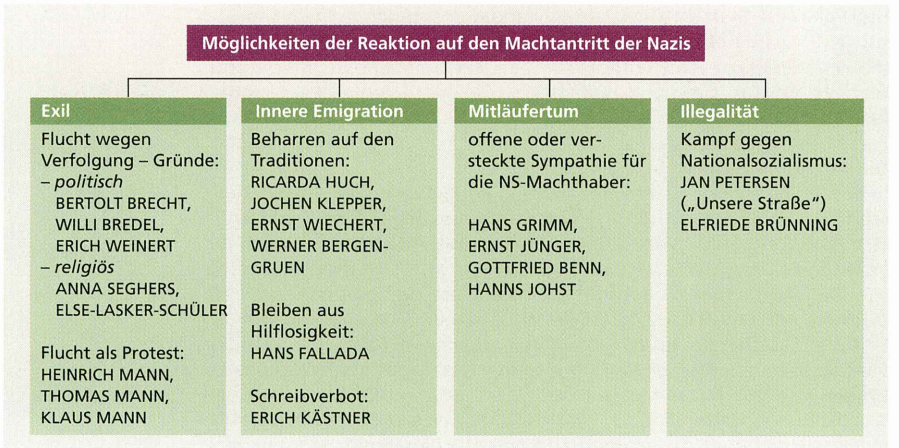 Möglichkeiten der Reaktion auf den Machtantritt der Nazis
Exil
Flucht wegen
Verfolgung – Gründe:
– politisch
BERTOLT BRECHT,
WILLI BREDEL,
ERICH WEINERT
– religiös
ANNA SEGHERS,
ELSE-LASKER-SCHÜLER
Flucht als Protest:
HEINRICH MANN,
THOMAS MANN,
KLAUS MANN
Innere Emigration
Beharren auf den
Traditionen:
RICARDA HUCH,
JOCHEN KLEPPER,
ERNST WIECHERT,
WERNER BERGEN-
GRUEN
Bleiben aus
Hilflosigkeit:
HANS FALLADA
Schreibverbot:
ERICH KÄSTNER
Mitläufertum
offene oder ver-
steckte Sympathie für
die NS-Machthaber:
HANS GRIMM,
ERNST JÜNGER,
GOTTFRIED BENN,
HANNS JOHST
Illegalität
Kampf gegen
Nationalsozialismus:
JAN PETERSEN
(„Unsere Straße“)
ELFRIEDE BRÜNNING